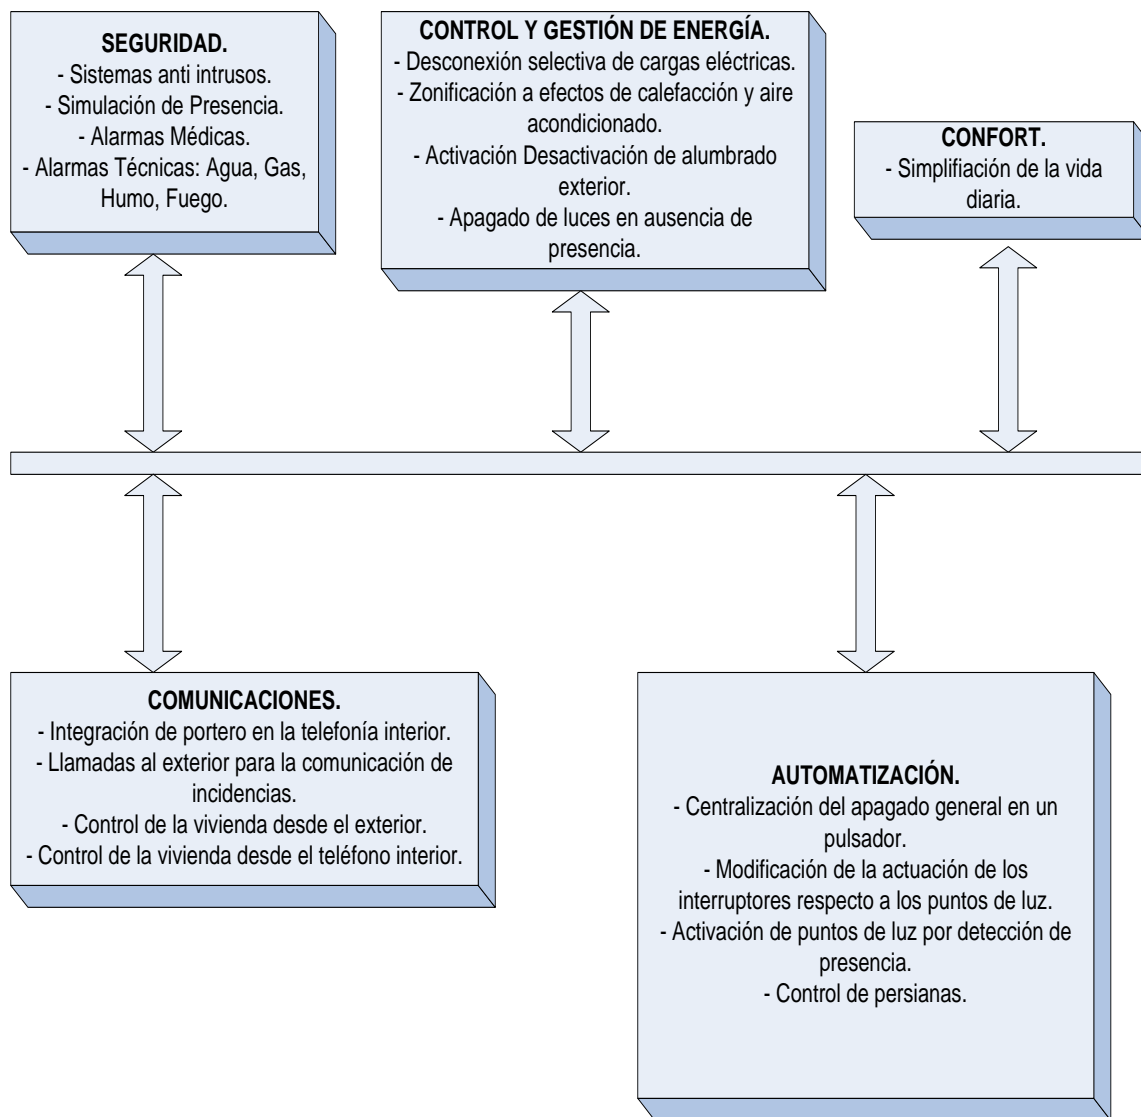 SEGURIDAD.
- Sistemas anti intrusos.
- Simulación de Presencia.
- Alarmas Médicas.
- Alarmas Técnicas: Agua, Gas,
Humo, Fuego.
CONTROL Y GESTIÓN DE ENERGÍA.
- Desconexión selectiva de cargas eléctricas.
- Zonificación a efectos de calefacción y aire
acondicionado.
- Activación Desactivación de alumbrado
exterior.
- Apagado de luces en ausencia de
presencia.
CONFORT.
- Simplifiación de la vida
diaria.
COMUNICACIONES.
- Integración de portero en la telefonía interior.
- Llamadas al exterior para la comunicación de
incidencias.
- Control de la vivienda desde el exterior.
- Control de la vivienda desde el teléfono interior.
AUTOMATIZACIÓN.
- Centralización del apagado general en un
pulsador.
- Modificación de la actuación de los
interruptores respecto a los puntos de luz.
- Activación de puntos de luz por detección de
presencia.
- Control de persianas.